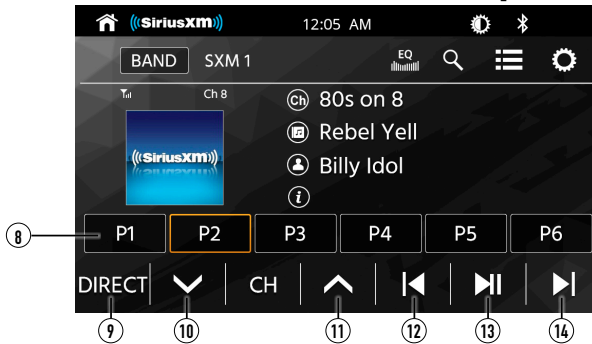 ((SiriusXM)) 12:05 AM
BAND SXM 1 EQ
Ch 8
Ch 80s on 8
Rebel Yell
((SiriusXM))
Billy Idol
i
8 P1 P2 P3 P4 P5 P6
DIRECT CH
9 10 11 12 13 14